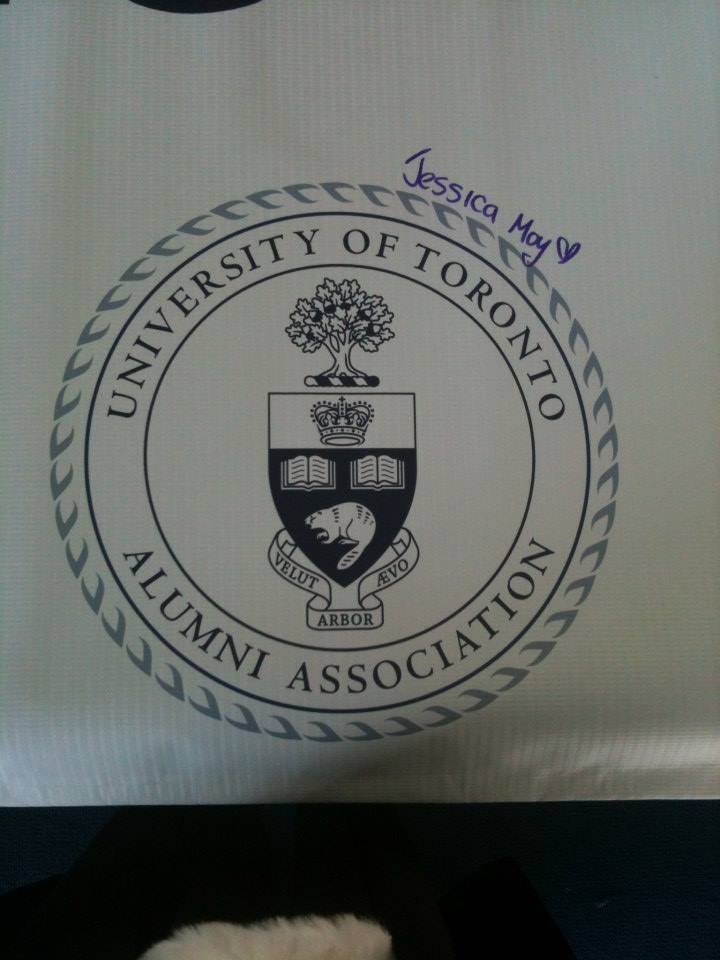 Jessica May
UNIVERSITY OF TORONTO
VELUT ARBOR ÆVO
ALUMNI ASSOCIATION